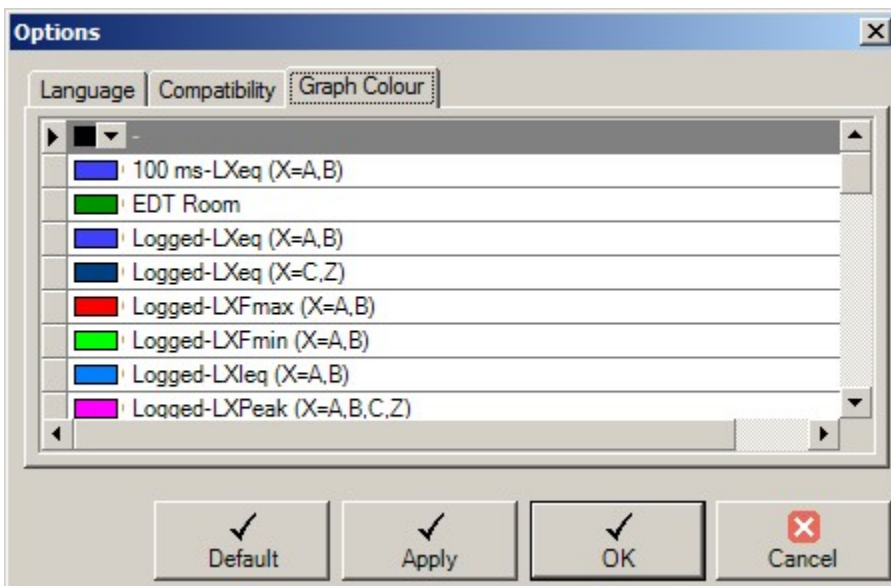 Options
Language Compatibility Graph Colour
-
100 ms-LXeq (X=A,B)
EDT Room
Logged-LXeq (X=A,B)
Logged-LXeq (X=C,Z)
Logged-LXFmax (X=A,B)
Logged-LXFmin (X=A,B)
Logged-LXIeq (X=A,B)
Logged-LXPeak (X=A,B,C,Z)
Default Apply OK Cancel